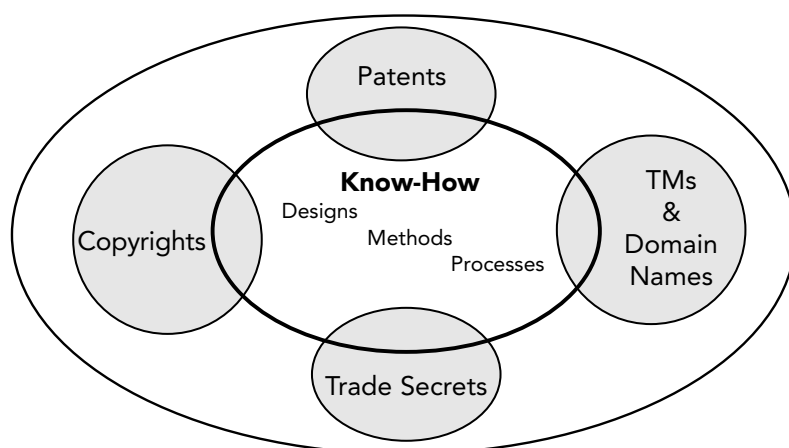 Patents
Know-How
Designs
Methods
Processes
Copyrights
TMs
&
Domain
Names
Trade Secrets